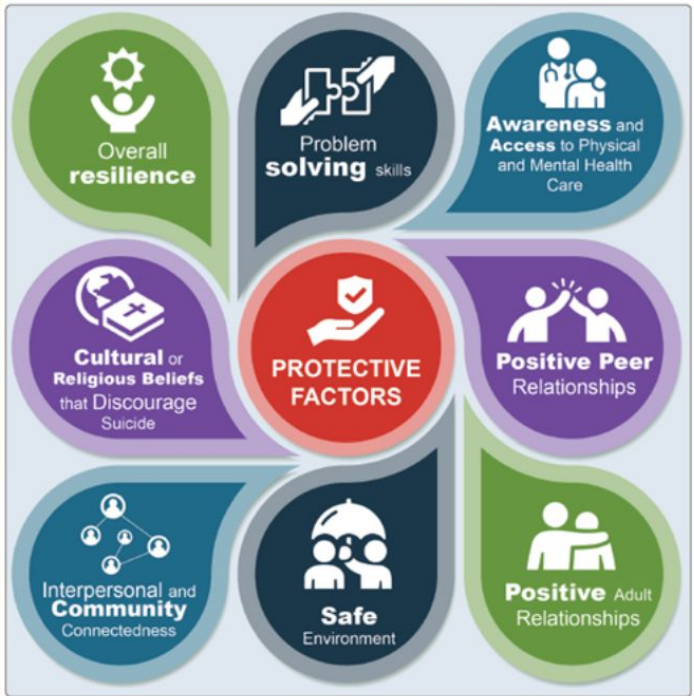 Overall
resilience
Problem
solving skills
Awareness and
Access to Physical
and Mental Health
Care
Cultural or
Religious Beliefs
that Discourage
Suicide
PROTECTIVE
FACTORS
Positive Peer
Relationships
Interpersonal and
Community
Connectedness
Safe
Environment
Positive Adult
Relationships